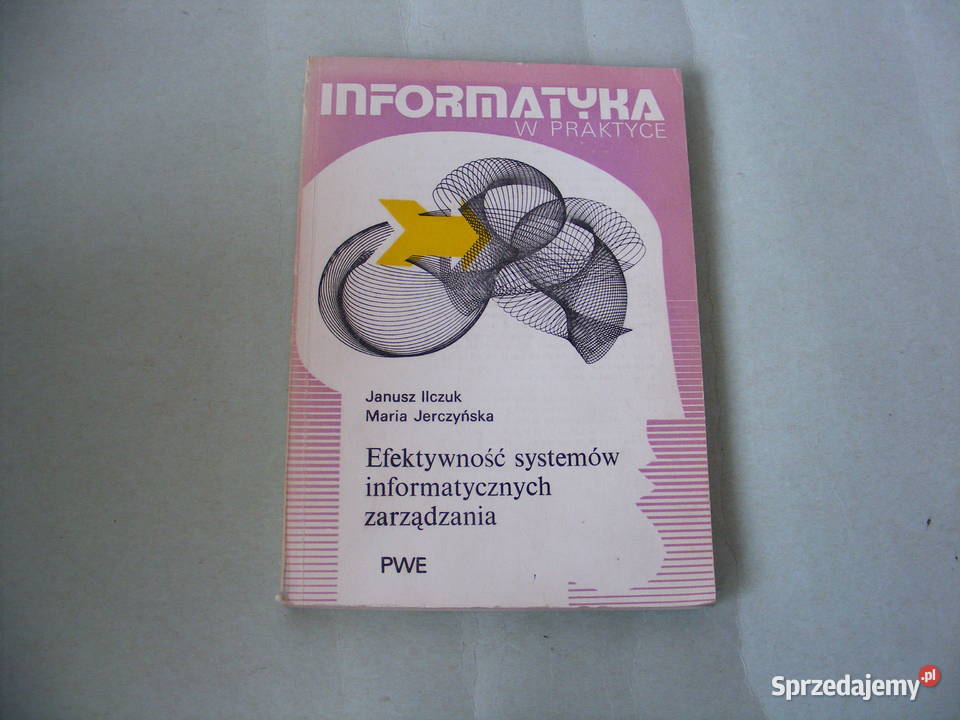 INFORMATYKA
W PRAKTYCE
Janusz Ilczuk
Maria Jerczyńska
Efektywność systemów
informatycznych
zarządzania
PWE
Sprzedajemy.pl